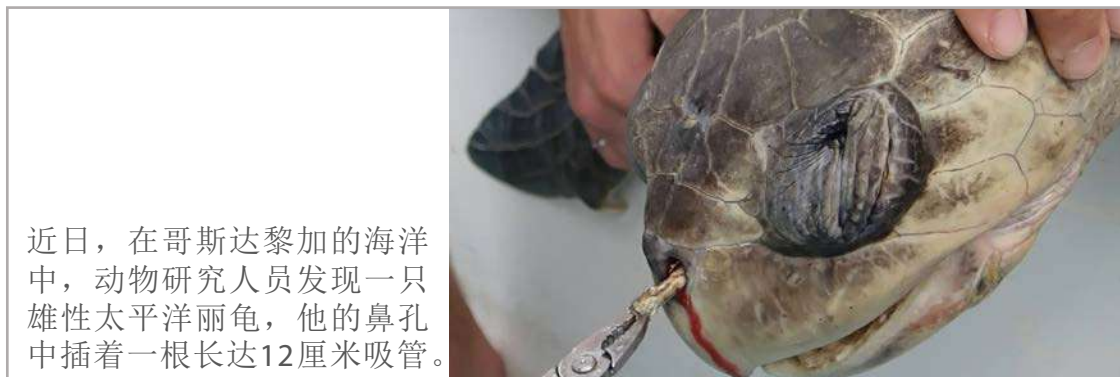 近日，在哥斯达黎加的海洋
中，动物研究人员发现一只
雄性太平洋丽龟，他的鼻孔
中插着一根长达12厘米吸管。